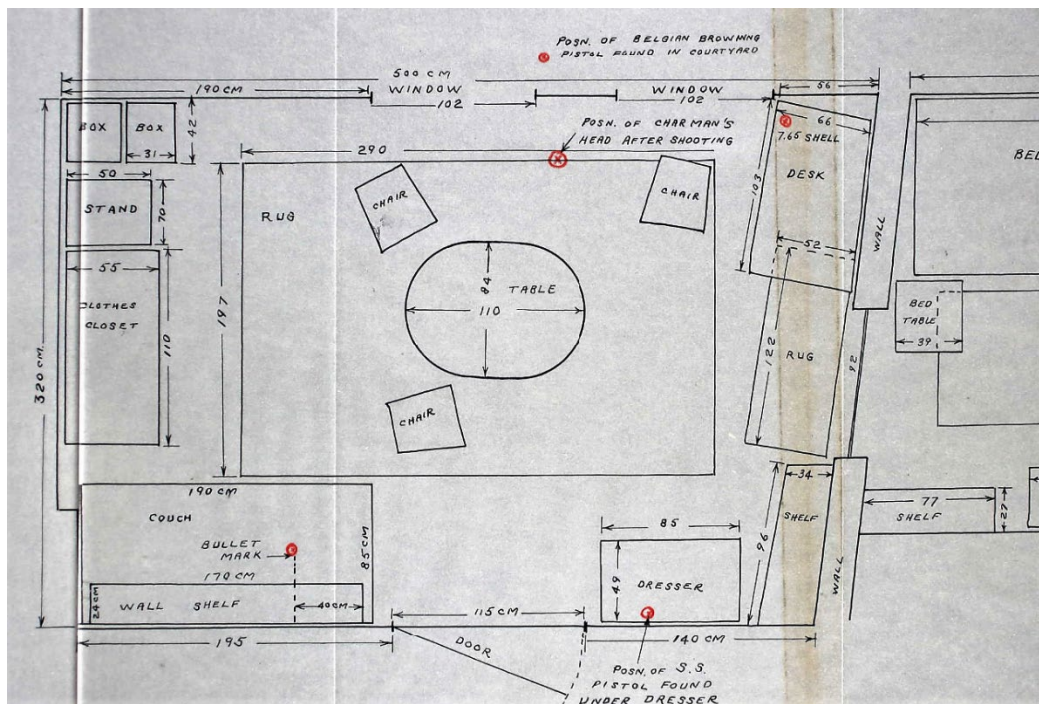 POSN. OF BELGIAN BROWNING
PISTOL FOUND IN COURTYARD
500 CM
190 CM
WINDOW
102
WINDOW
102
56
BOX
BOX
31
42
POSN. OF CHARMAN'S
HEAD AFTER SHOOTING
66
7.65 SHELL
DESK
103
290
50
STAND
70
RUG
CHAIR
CHAIR
52
WALL
55
CLOTHES
CLOSET
110
197
84
TABLE
110
BED
TABLE
39
RUG
122
92
320 CM.
CHAIR
190 CM
COUCH
85 CM
BULLET
MARK
170 CM
24 CM
WALL SHELF
40 CM
85
49
DRESSER
34
SHELF
96
WALL
77
SHELF
27
195
115 CM
DOOR
140 CM
POSN. OF S.S.
PISTOL FOUND
UNDER DRESSER